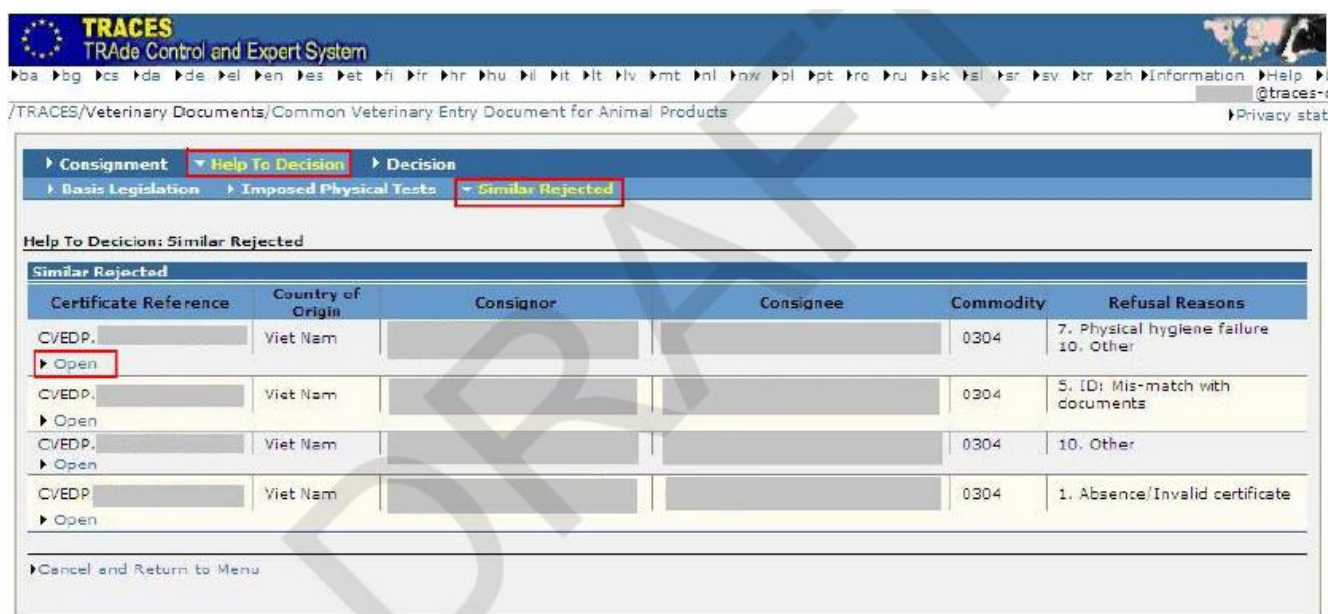 TRACES
TRAde Control and Expert System
ba bg cs da de el en es et fi fr hr hu it lt lv mt nl nw pl pt ro ru sk sl sr sv tr zh Information Help
@traces-
/TRACES/Veterinary Documents/Common Veterinary Entry Document for Animal Products
Privacy stat
Consignment Help To Decision Decision
Basis Legislation Imposed Physical Tests Similar Rejected
Help To Decicion: Similar Rejected
Similar Rejected
Certificate Reference Country of Origin Consignor Consignee Commodity Refusal Reasons
CVEDP. Viet Nam 0304 7. Physical hygiene failure
10. Other
Open
CVEDP. Viet Nam 0304 5. ID: Mis-match with
documents
Open
CVEDP. Viet Nam 0304 10. Other
Open
CVEDP Viet Nam 0304 1. Absence/Invalid certificate
Open
Cancel and Return to Menu
DRAFT